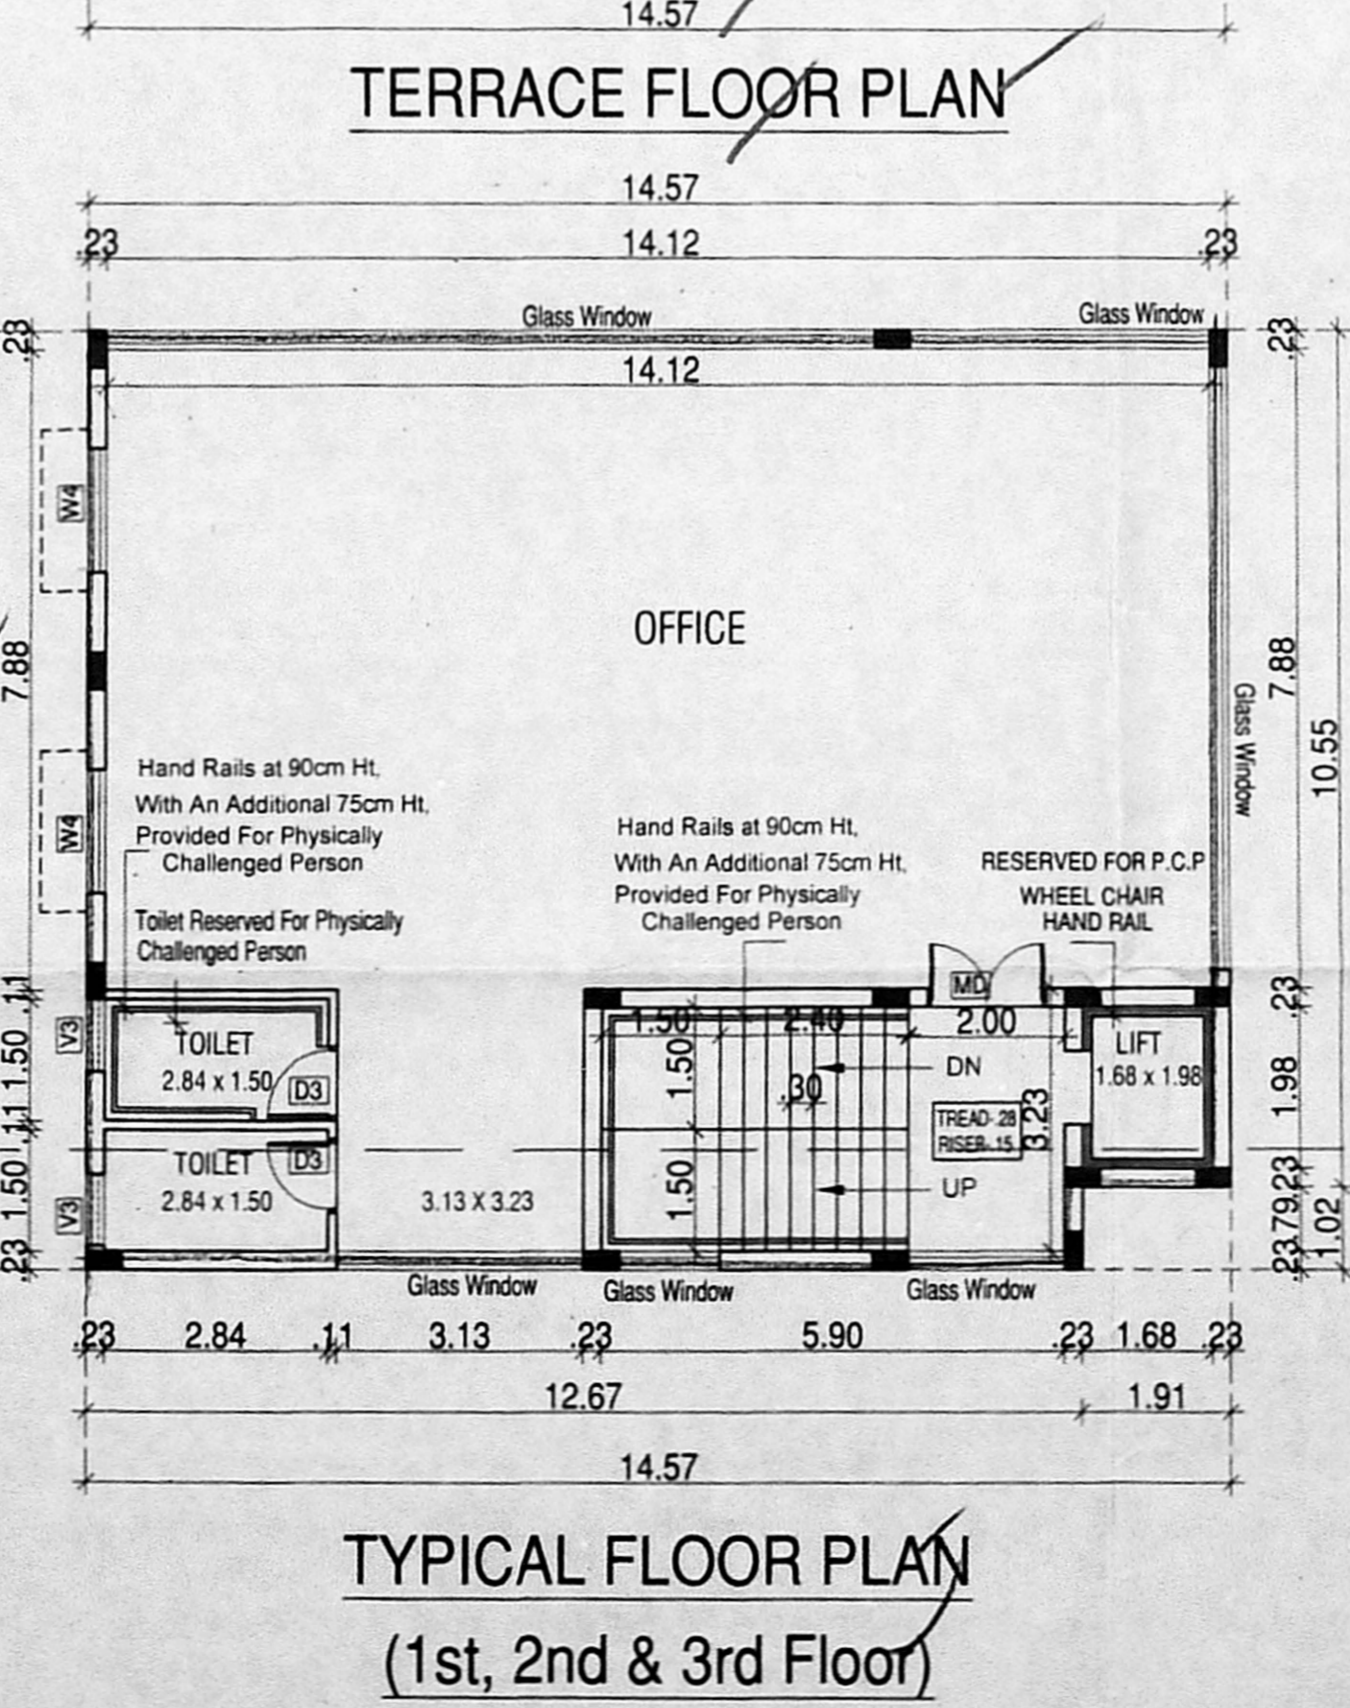 14.57
TERRACE FLOOR PLAN
14.57
.23 14.12 .23
Glass Window
Glass Window
.23
.23
14.12
W4
OFFICE
7.88
7.88
Glass Window
10.55
W4
Hand Rails at 90cm Ht,
With An Additional 75cm Ht,
Provided For Physically
Challenged Person
Toilet Reserved For Physically
Challenged Person
Hand Rails at 90cm Ht,
With An Additional 75cm Ht,
Provided For Physically
Challenged Person
RESERVED FOR P.C.P
WHEEL CHAIR
HAND RAIL
MD
.11
.23
V3
1.50
TOILET
2.84 x 1.50
D3
1.50
2.40
2.00
1.50
.30
DN
TREAD-.28
RISER-.15
3.23
LIFT
1.68 x 1.98
1.98
.11
TOILET
2.84 x 1.50
D3
1.50
V3
3.13 X 3.23
1.50
UP
.23
.79
1.02
.23
.23
Glass Window
Glass Window
Glass Window
.23 2.84 .11 3.13 .23 5.90 .23 1.68 .23
12.67 1.91
14.57
TYPICAL FLOOR PLAN
(1st, 2nd & 3rd Floor)